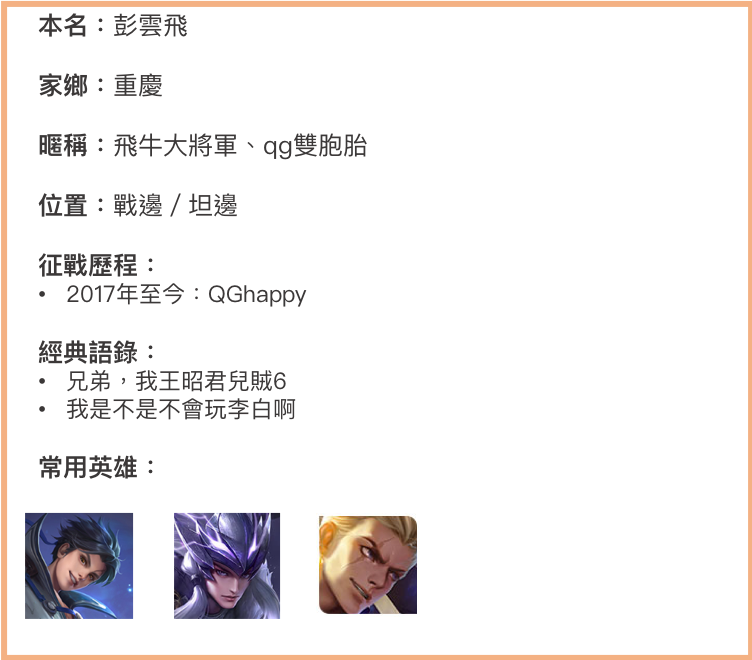 本名：彭雲飛
家鄉：重慶
暱稱：飛牛大將軍、qg雙胞胎
位置：戰邊 / 坦邊
征戰歷程：
• 2017年至今：QGhappy
經典語錄：
• 兄弟，我王昭君兒賊6
• 我是不是不會玩李白啊
常用英雄：